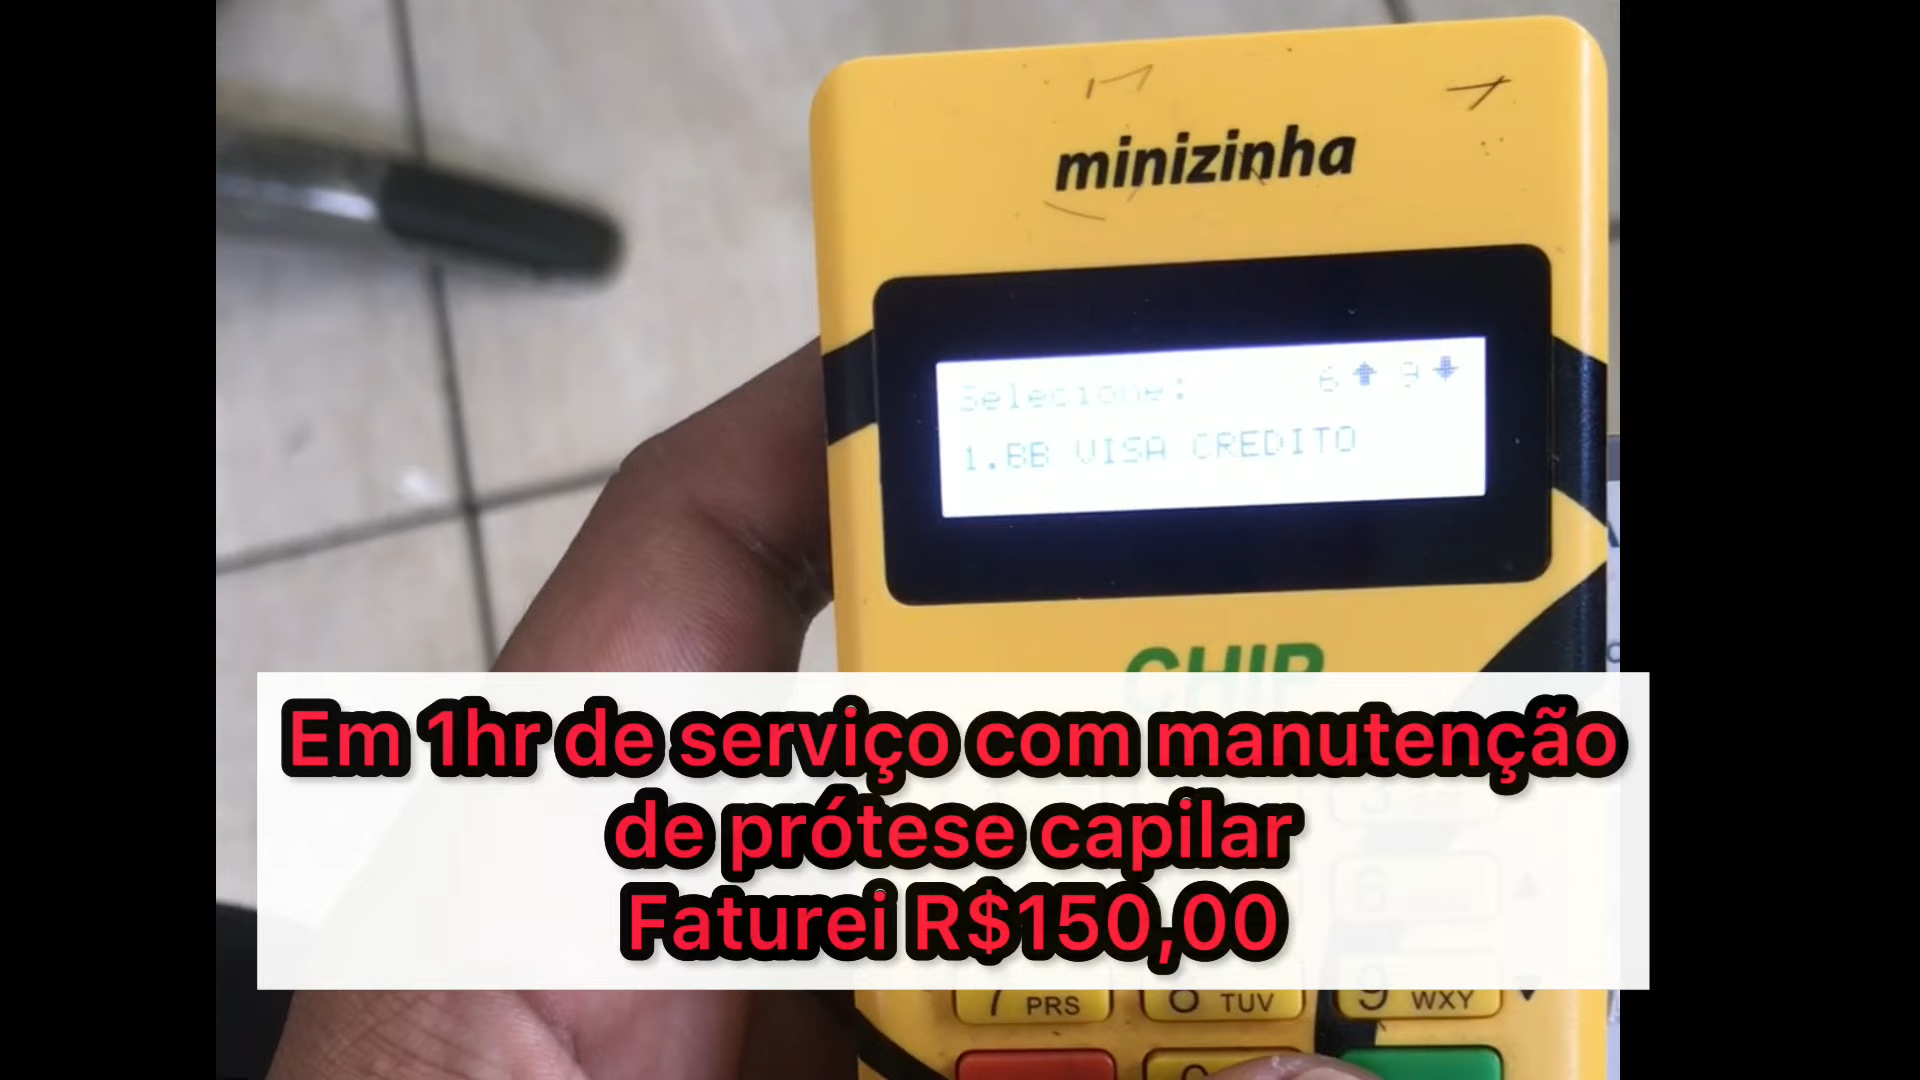 minizinha
Selecione: 6 9
1.BB VISA CREDITO
CHIP
Em 1hr de serviço com manutenção
de prótese capilar
Faturei R$150,00
6
7 PRS 8 TUV 9 WXY